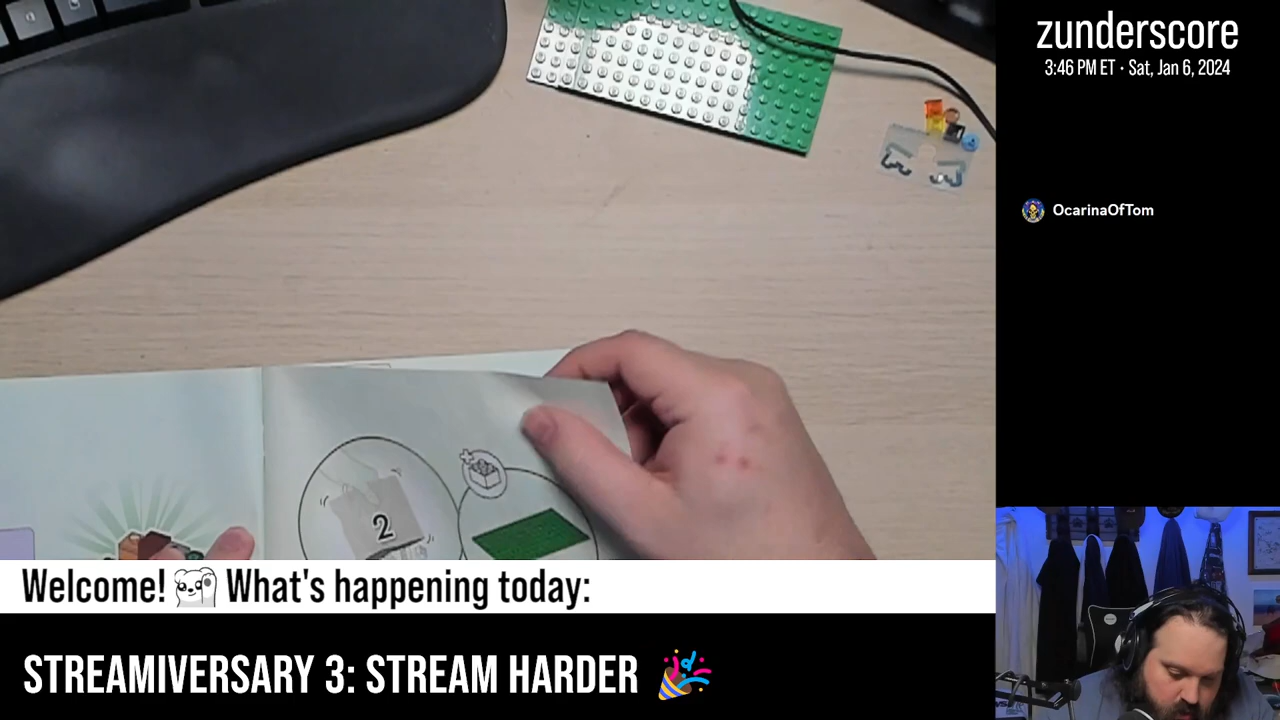 zunderscore
3:46 PM ET · Sat, Jan 6, 2024
OcarinaOfTom
2
Welcome! What's happening today:
STREAMIVERSARY 3: STREAM HARDER